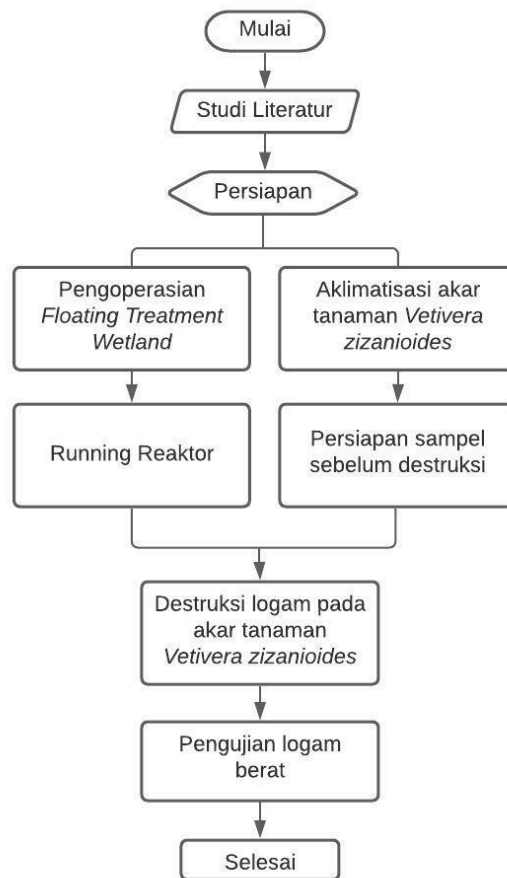 Mulai
Studi Literatur
Persiapan
Pengoperasian
Floating Treatment
Wetland
Aklimatisasi akar
tanaman Vetivera
zizanioides
Running Reaktor
Persiapan sampel
sebelum destruksi
Destruksi logam pada
akar tanaman
Vetivera zizanioides
Pengujian logam
berat
Selesai